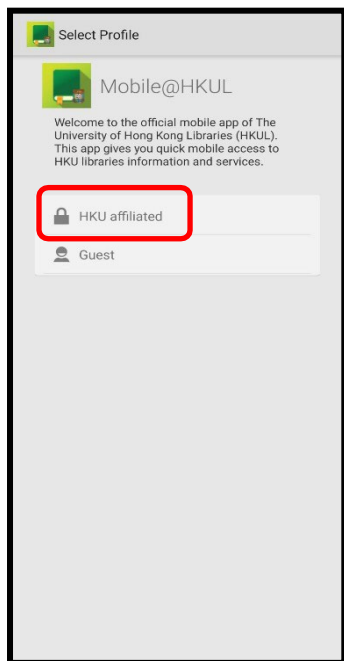 Select Profile
Mobile@HKUL
Welcome to the official mobile app of The
University of Hong Kong Libraries (HKUL).
This app gives you quick mobile access to
HKU libraries information and services.
HKU affiliated
Guest